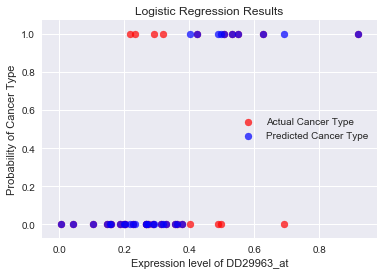 Logistic Regression Results
Probability of Cancer Type
1.0
0.8
0.6
0.4
0.2
0.0
Actual Cancer Type
Predicted Cancer Type
0.0 0.2 0.4 0.6 0.8
Expression level of DD29963_at